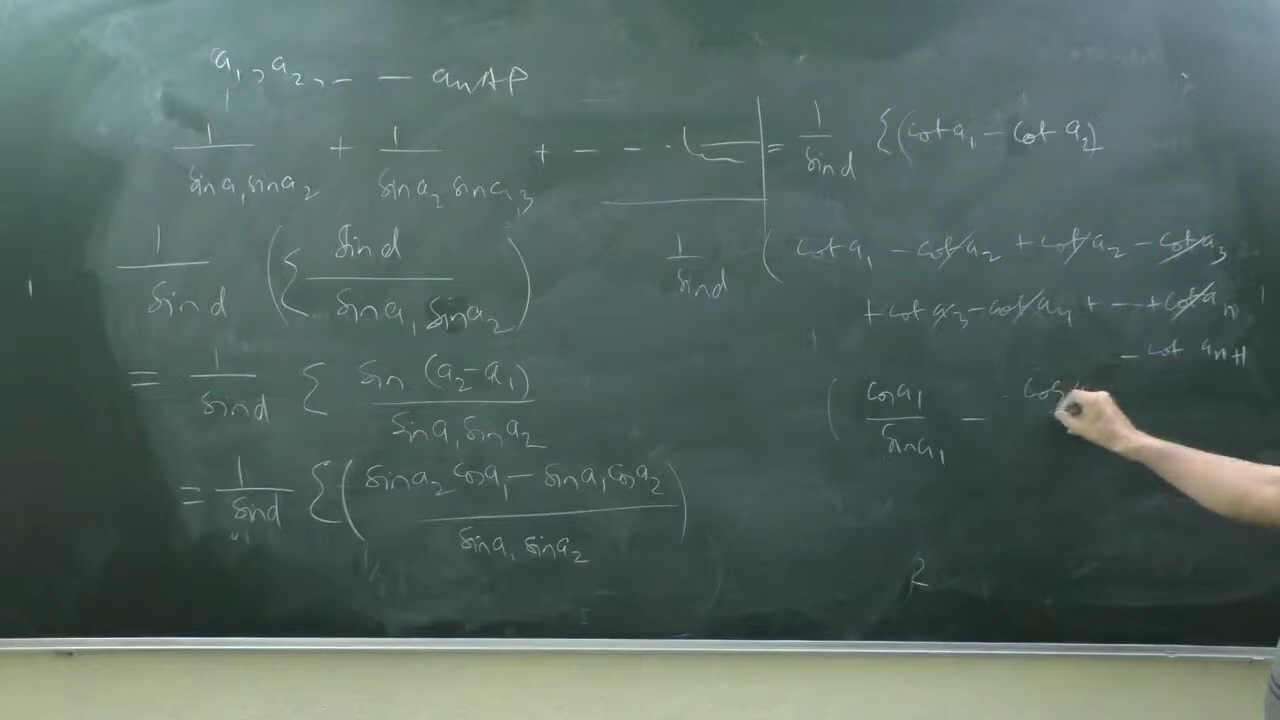 a₁, a₂, - - aₙ AP
1/(sin a₁ sin a₂) + 1/(sin a₂ sin a₃) + - - - .
1/(sin d) (Σ sin d/(sin a₁ sin a₂))
= 1/(sin d) Σ sin (a₂-a₁)/(sin a₁ sin a₂)
= 1/(sin d) Σ((sin a₂ cos a₁ - sin a₁ cos a₂)/(sin a₁ sin a₂))
= 1/(sin d) Σ(cot a₁ - cot a₂)
1/(sin d) (cot a₁ - cot a₂ + cot a₂ - cot a₃
+ cot a₃ - cot a₄ + - + cot aₙ
- cot aₙ₊₁
(cos a₁/(sin a₁) - cos